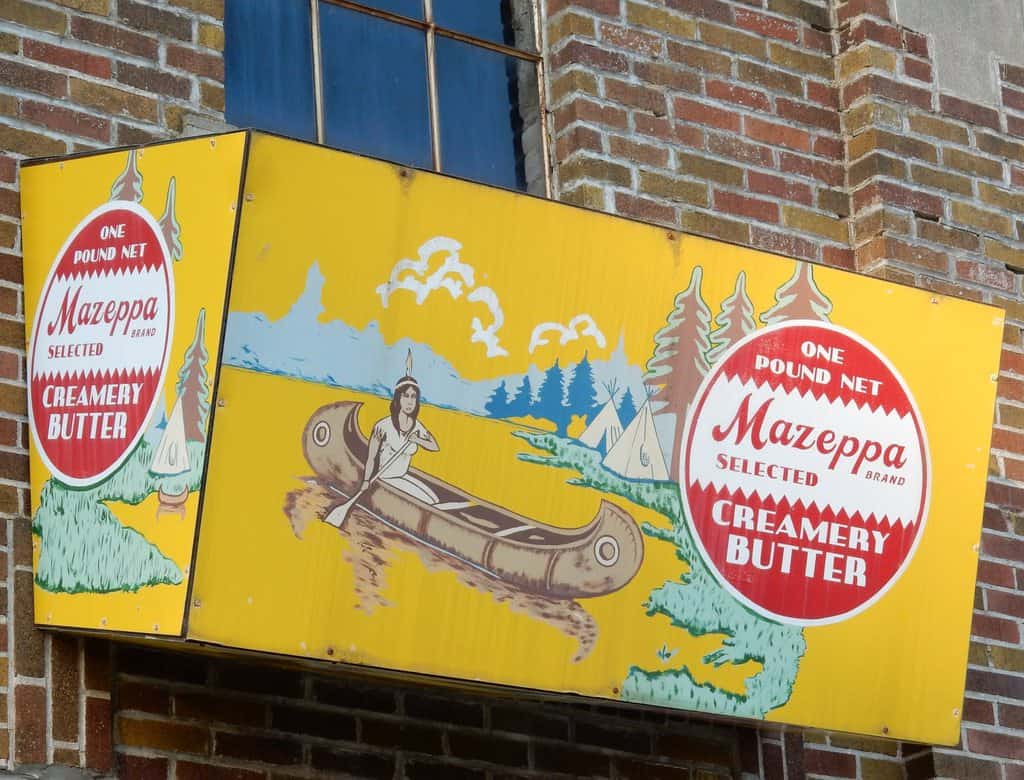 ONE
POUND NET
Mazeppa
BRAND
SELECTED
CREAMERY
BUTTER
ONE
POUND NET
Mazeppa
BRAND
SELECTED
CREAMERY
BUTTER